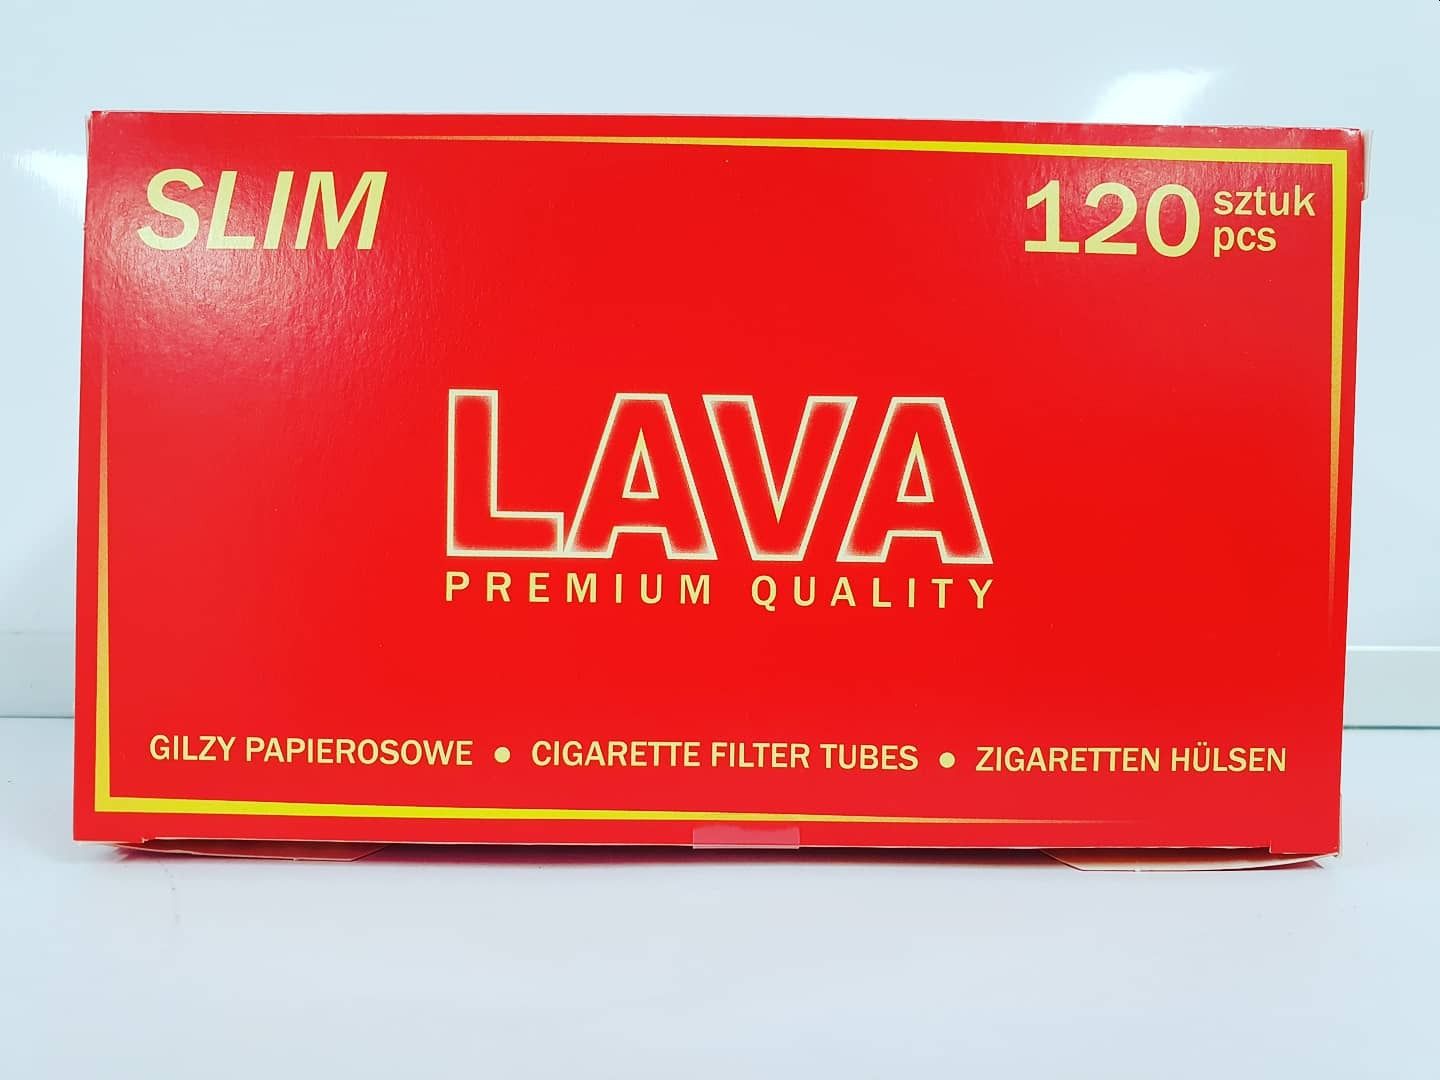 SLIM
120 sztuk
pcs
LAVA
PREMIUM QUALITY
GILZY PAPIEROSOWE • CIGARETTE FILTER TUBES • ZIGARETTEN HÜLSEN